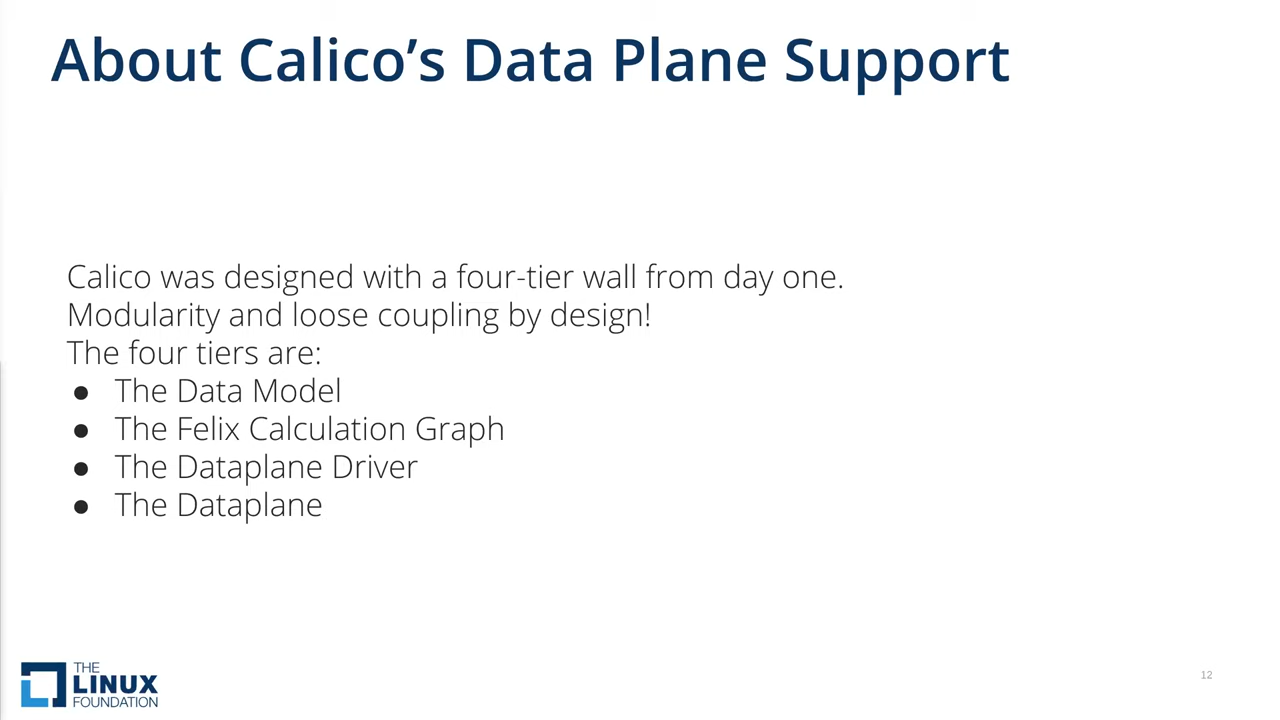 About Calico’s Data Plane Support
Calico was designed with a four-tier wall from day one.
Modularity and loose coupling by design!
The four tiers are:
● The Data Model
● The Felix Calculation Graph
● The Dataplane Driver
● The Dataplane
THE
LINUX
FOUNDATION
12